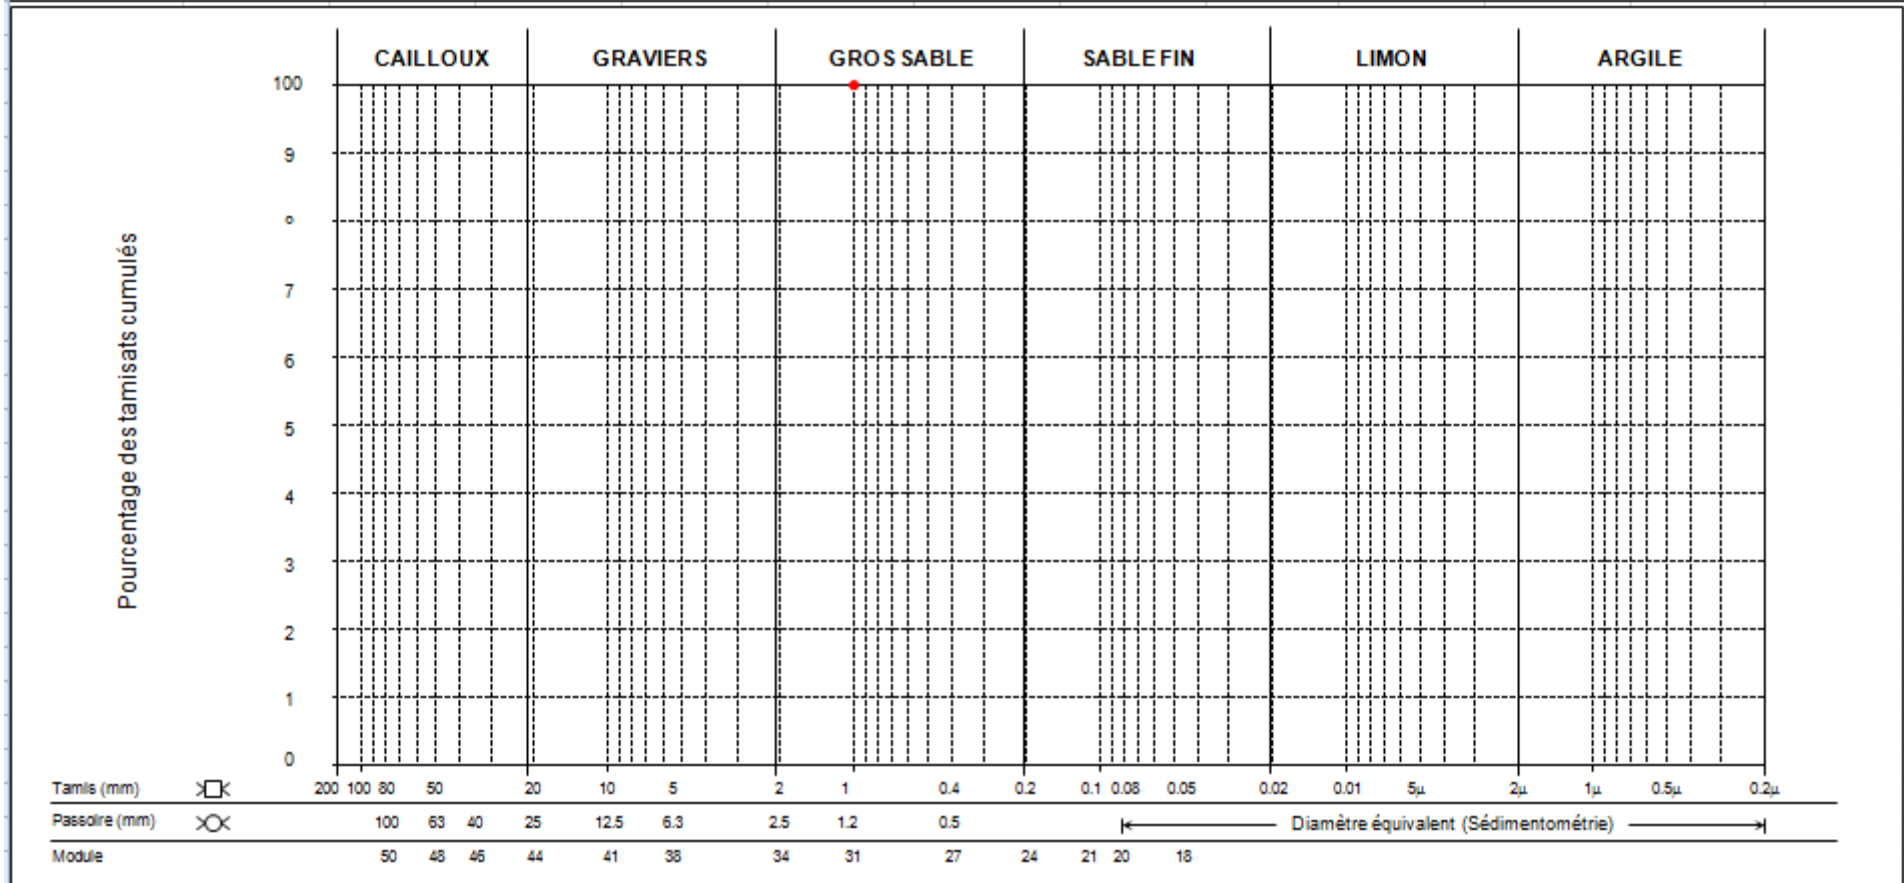 CAILLOUX GRAVIERS GROS SABLE SABLE FIN LIMON ARGILE
100
9
7
6
5
4
3
2
1
0
Pourcentage des tamisats cumulés
Tamis (mm) 200 100 80 50 20 10 5 2 1 0.4 0.2 0.1 0.08 0.05 0.02 0.01 5µ 2µ 1µ 0.5µ 0.2µ
Passoire (mm) 100 63 40 25 12.5 6.3 2.5 1.2 0.5 Diamètre équivalent (Sédimentométrie)
Module 50 48 46 44 41 38 34 31 27 24 21 20 18